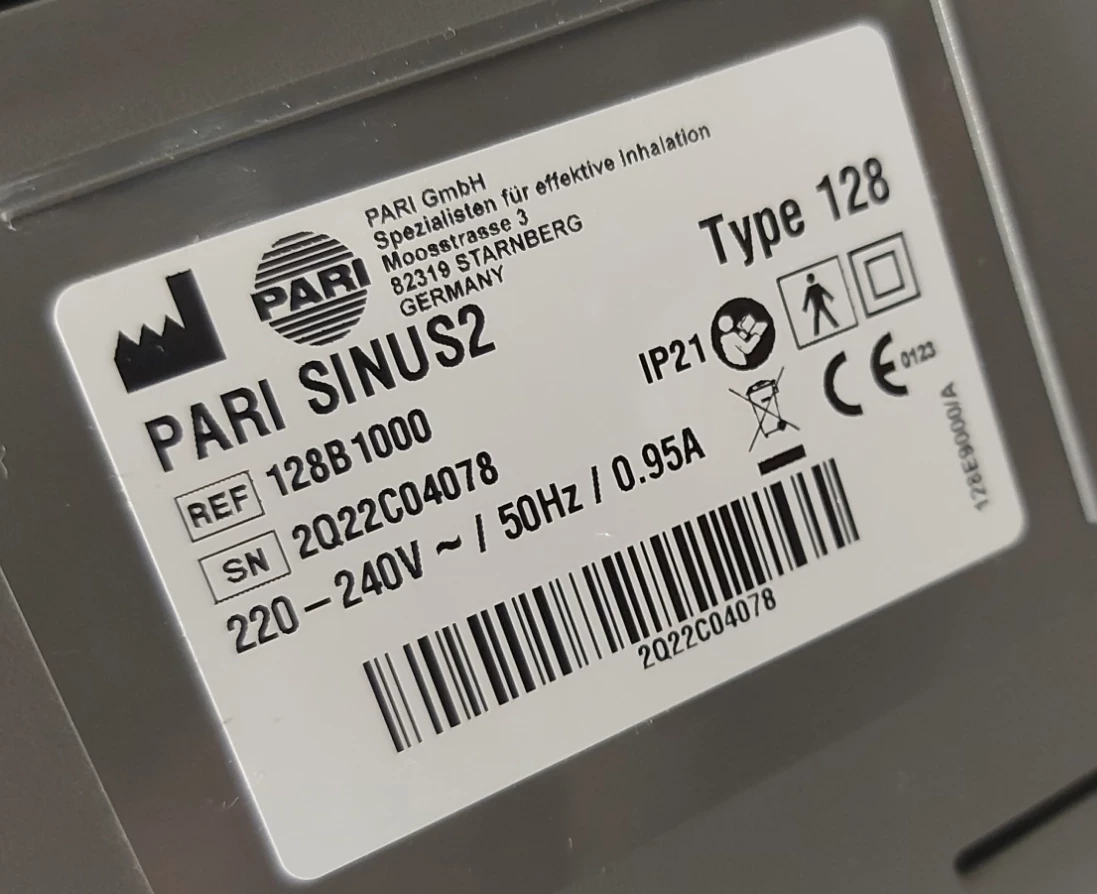 PARI
PARI GmbH
Spezialisten für effektive Inhalation
Moosstrasse 3
82319 STARNBERG
GERMANY
Type 128
PARI SINUS2
IP21
REF 128B1000
CE 0123
SN 2Q22C04078
220-240V ~ / 50Hz / 0.95A
2Q22C04078
128E9000/A